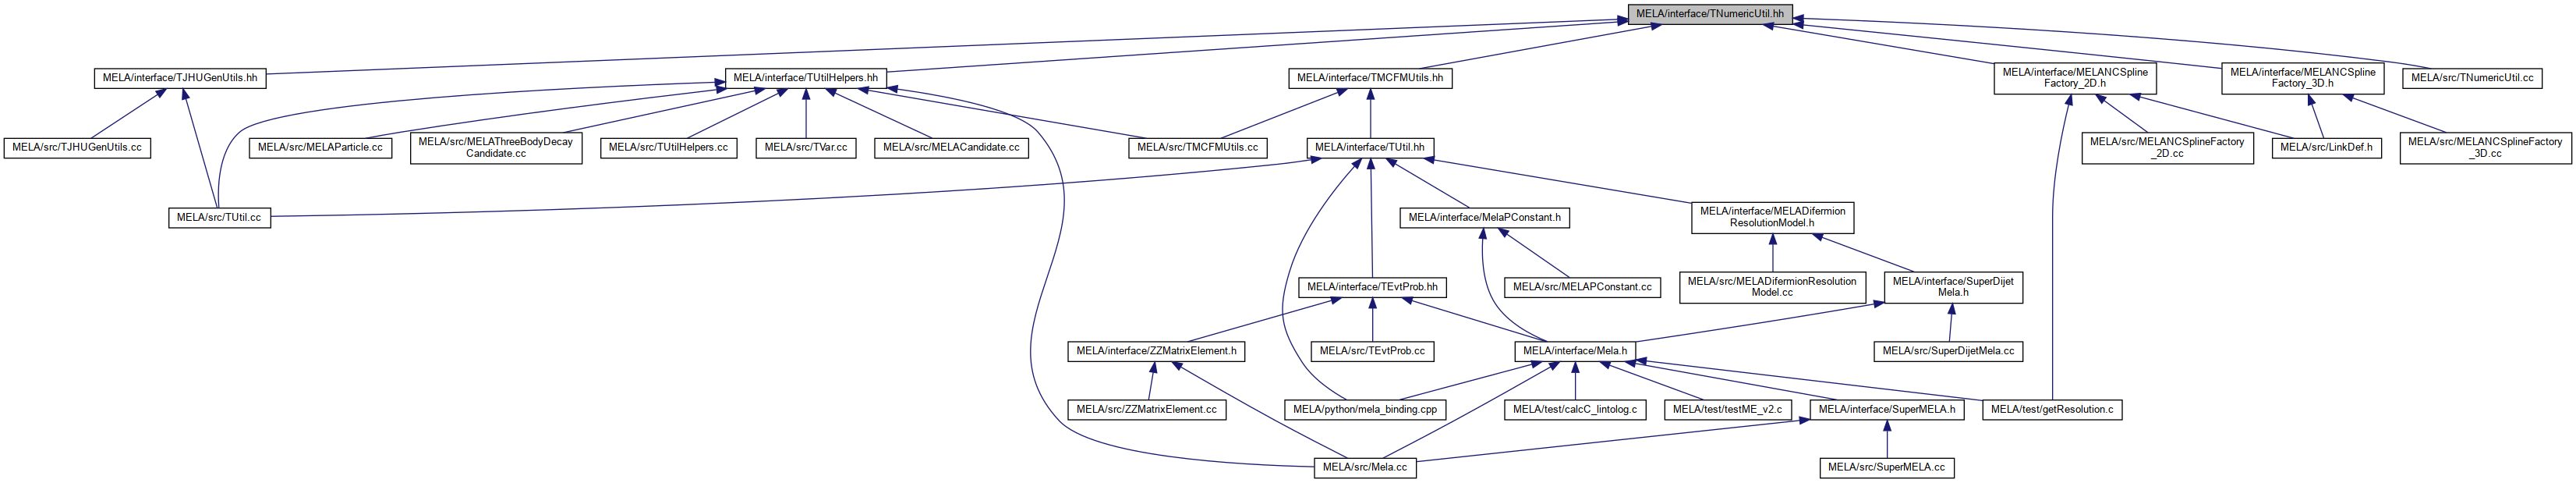 MELA/interface/TNumericUtil.hh
MELA/interface/TJHUGenUtils.hh
MELA/interface/TUtilHelpers.hh
MELA/interface/TMCFMUtils.hh
MELA/interface/MELANCSpline
Factory_2D.h
MELA/interface/MELANCSpline
Factory_3D.h
MELA/src/TNumericUtil.cc
MELA/src/TJHUGenUtils.cc
MELA/src/MELAParticle.cc
MELA/src/MELAThreeBodyDecay
Candidate.cc
MELA/src/TUtilHelpers.cc
MELA/src/TVar.cc
MELA/src/MELACandidate.cc
MELA/src/TMCFMUtils.cc
MELA/interface/TUtil.hh
MELA/src/MELANCSplineFactory
_2D.cc
MELA/src/LinkDef.h
MELA/src/MELANCSplineFactory
_3D.cc
MELA/src/TUtil.cc
MELA/interface/MelaPConstant.h
MELA/interface/MELADifermion
ResolutionModel.h
MELA/interface/TEvtProb.hh
MELA/src/MELAPConstant.cc
MELA/src/MELADifermionResolution
Model.cc
MELA/interface/SuperDijet
Mela.h
MELA/interface/ZZMatrixElement.h
MELA/src/TEvtProb.cc
MELA/interface/Mela.h
MELA/src/SuperDijetMela.cc
MELA/src/ZZMatrixElement.cc
MELA/python/mela_binding.cpp
MELA/test/calcC_lintolog.c
MELA/test/testME_v2.c
MELA/interface/SuperMELA.h
MELA/test/getResolution.c
MELA/src/Mela.cc
MELA/src/SuperMELA.cc